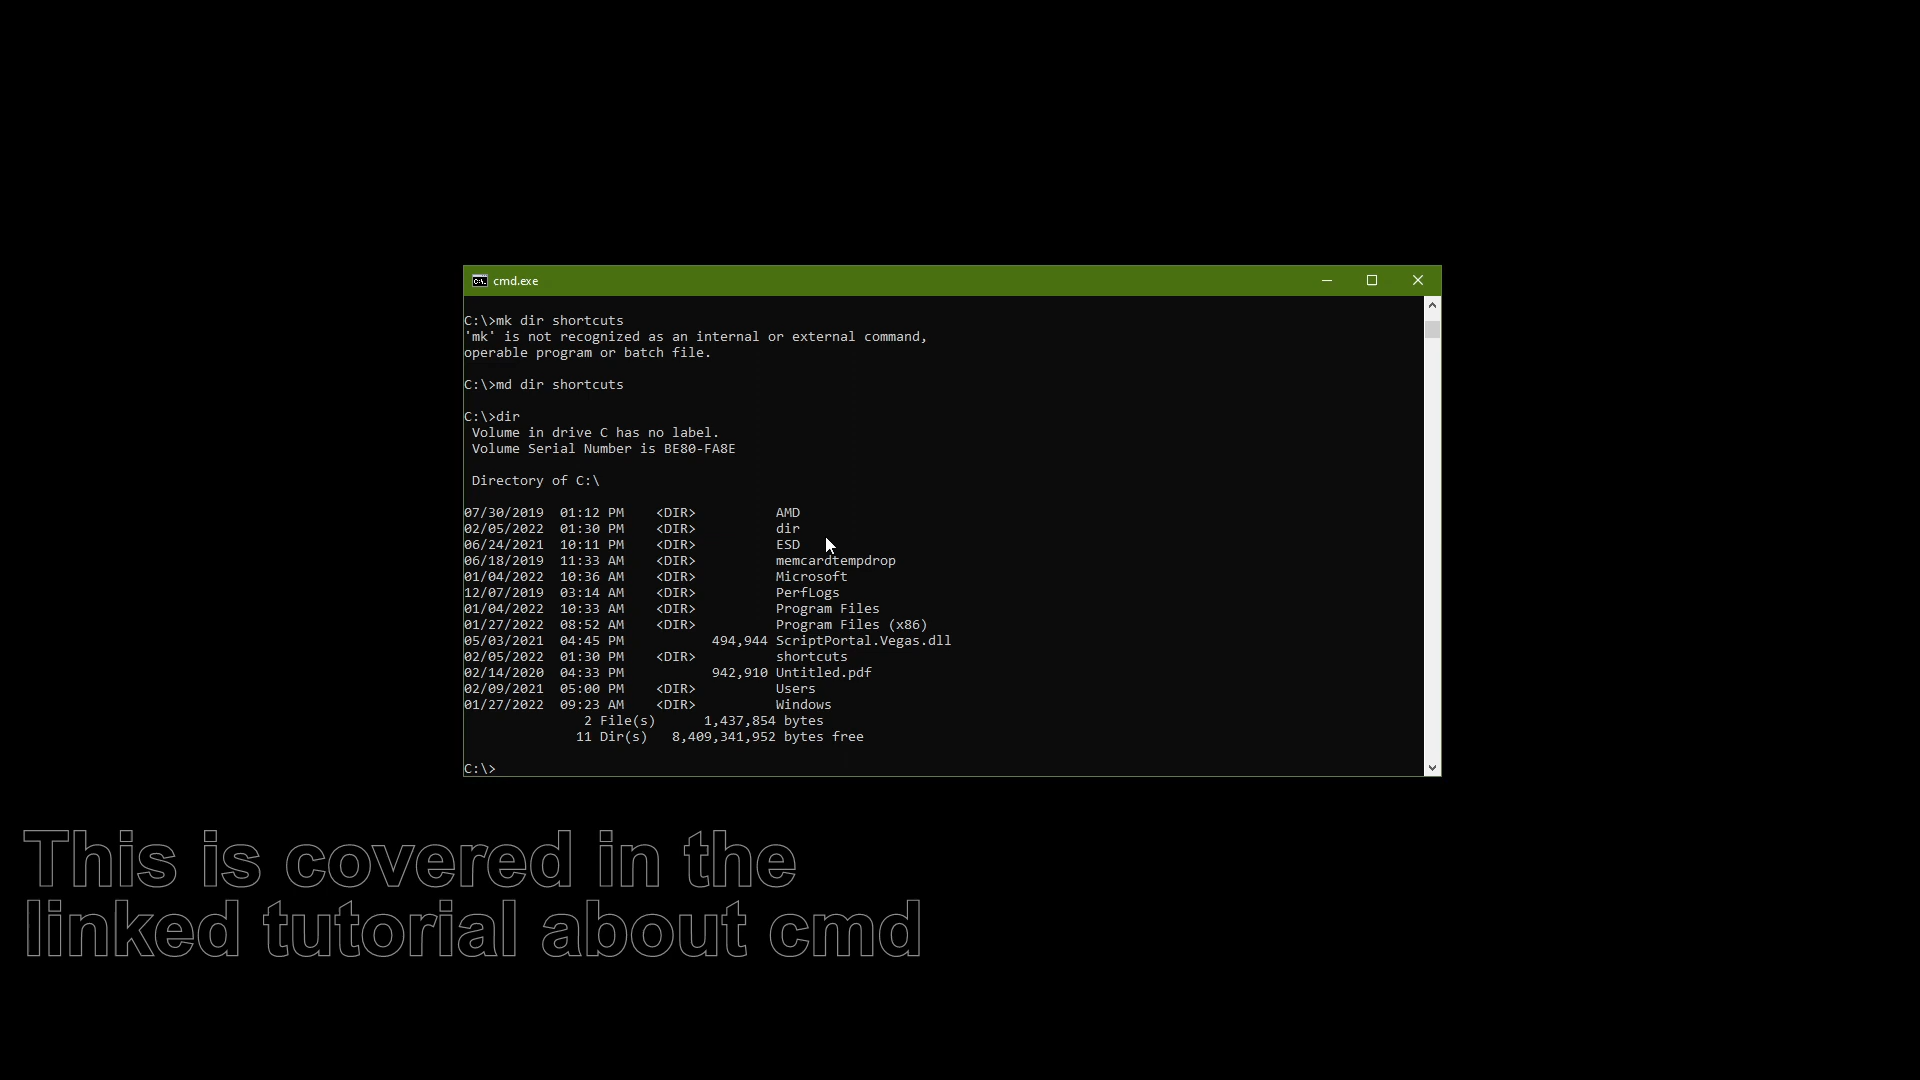 cmd.exe
C:\>mk dir shortcuts
'mk' is not recognized as an internal or external command,
operable program or batch file.
C:\>md dir shortcuts
C:\>dir
Volume in drive C has no label.
Volume Serial Number is BE80-FA8E
Directory of C:\
07/30/2019 01:12 PM <DIR> AMD
02/05/2022 01:30 PM <DIR> dir
06/24/2021 10:11 PM <DIR> ESD
06/18/2019 11:33 AM <DIR> memcardtempdrop
01/04/2022 10:36 AM <DIR> Microsoft
12/07/2019 03:14 AM <DIR> PerfLogs
01/04/2022 10:33 AM <DIR> Program Files
01/27/2022 08:52 AM <DIR> Program Files (x86)
05/03/2021 04:45 PM 494,944 ScriptPortal.Vegas.dll
02/05/2022 01:30 PM <DIR> shortcuts
02/14/2020 04:33 PM 942,910 Untitled.pdf
02/09/2021 05:00 PM <DIR> Users
01/27/2022 09:23 AM <DIR> Windows
2 File(s) 1,437,854 bytes
11 Dir(s) 8,409,341,952 bytes free
C:\>
This is covered in the
linked tutorial about cmd